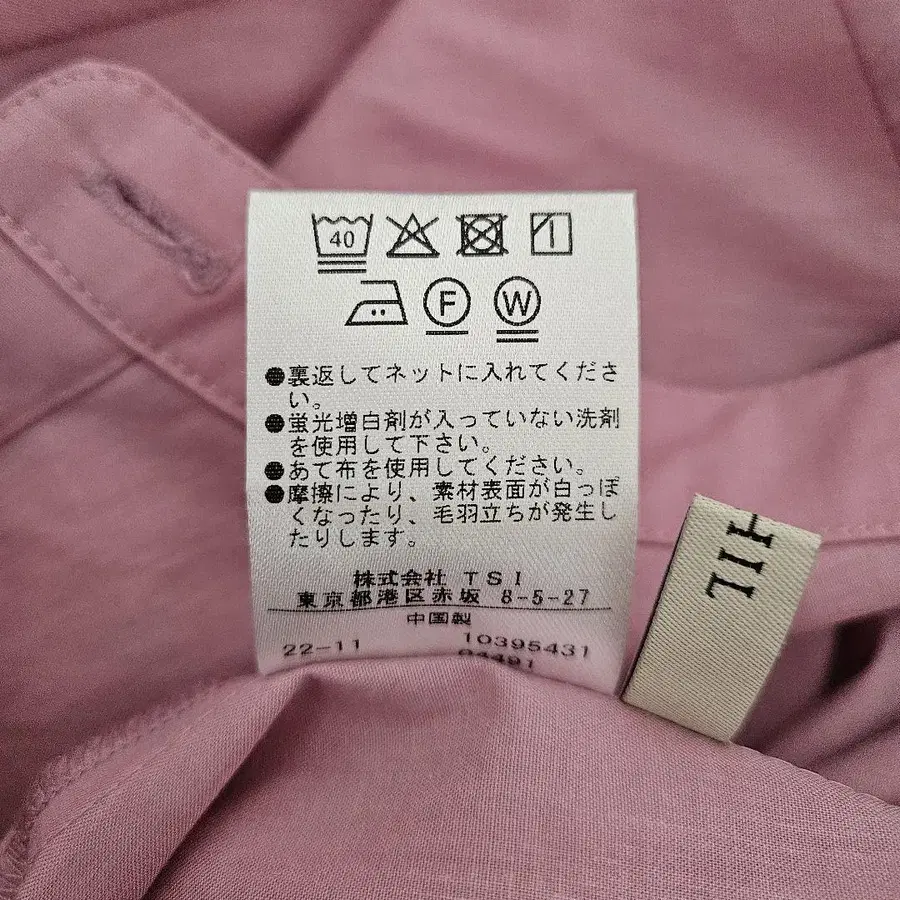 40
F W
●裏返してネットに入れてくださ
い。
●蛍光増白剤が入っていない洗剤
を使用して下さい。
●あて布を使用してください。
●摩擦により、素材表面が白っぽ
くなったり、毛羽立ちが発生し
たりします。
株式会社 TSI
東京都港区赤坂 8-5-27
中国製
22-11 10395431
04491